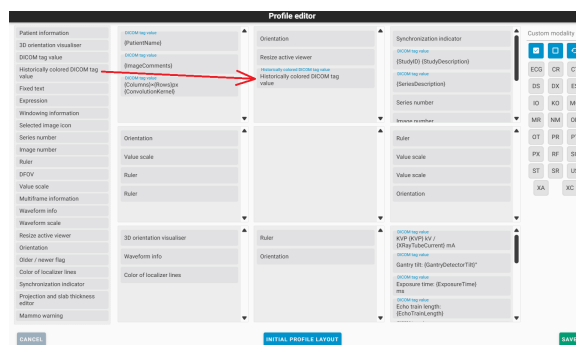 Profile editor
Patient information
3D orientation visualiser
DICOM tag value
Historically colored DICOM tag
value
Fixed text
Expression
Windowing information
Selected image icon
Series number
Image number
Ruler
DFOV
Value scale
Multiframe information
Waveform info
Waveform scale
Resize active viewer
Orientation
Older / newer flag
Color of localizer lines
Synchronization indicator
Projection and slab thickness
editor
Mammo warning
DICOM tag value
{PatientName}
DICOM tag value
{ImageComments}
DICOM tag value
{Columns}×{Rows}px
{ConvolutionKernel}
Orientation
Resize active viewer
Historically colored DICOM tag value
Historically colored DICOM tag
value
Synchronization indicator
DICOM tag value
{StudyID} {StudyDescription}
DICOM tag value
{SeriesDescription}
Series number
Image number
Orientation
Value scale
Ruler
Ruler
Ruler
Value scale
Value scale
Orientation
3D orientation visualiser
Waveform info
Color of localizer lines
Ruler
Orientation
DICOM tag value
KVP {KVP} kV /
{XRayTubeCurrent} mA
DICOM tag value
Gantry tilt: {GantryDetectorTilt}°
DICOM tag value
Exposure time: {ExposureTime}
ms
DICOM tag value
Echo train length:
{EchoTrainLength}
DICOM tag value
Custom modality
ECG CR
DS DX
IO KO
MR NM
OT PR
PX RF
ST SR
XA XC
CANCEL
INITIAL PROFILE LAYOUT
SAVE